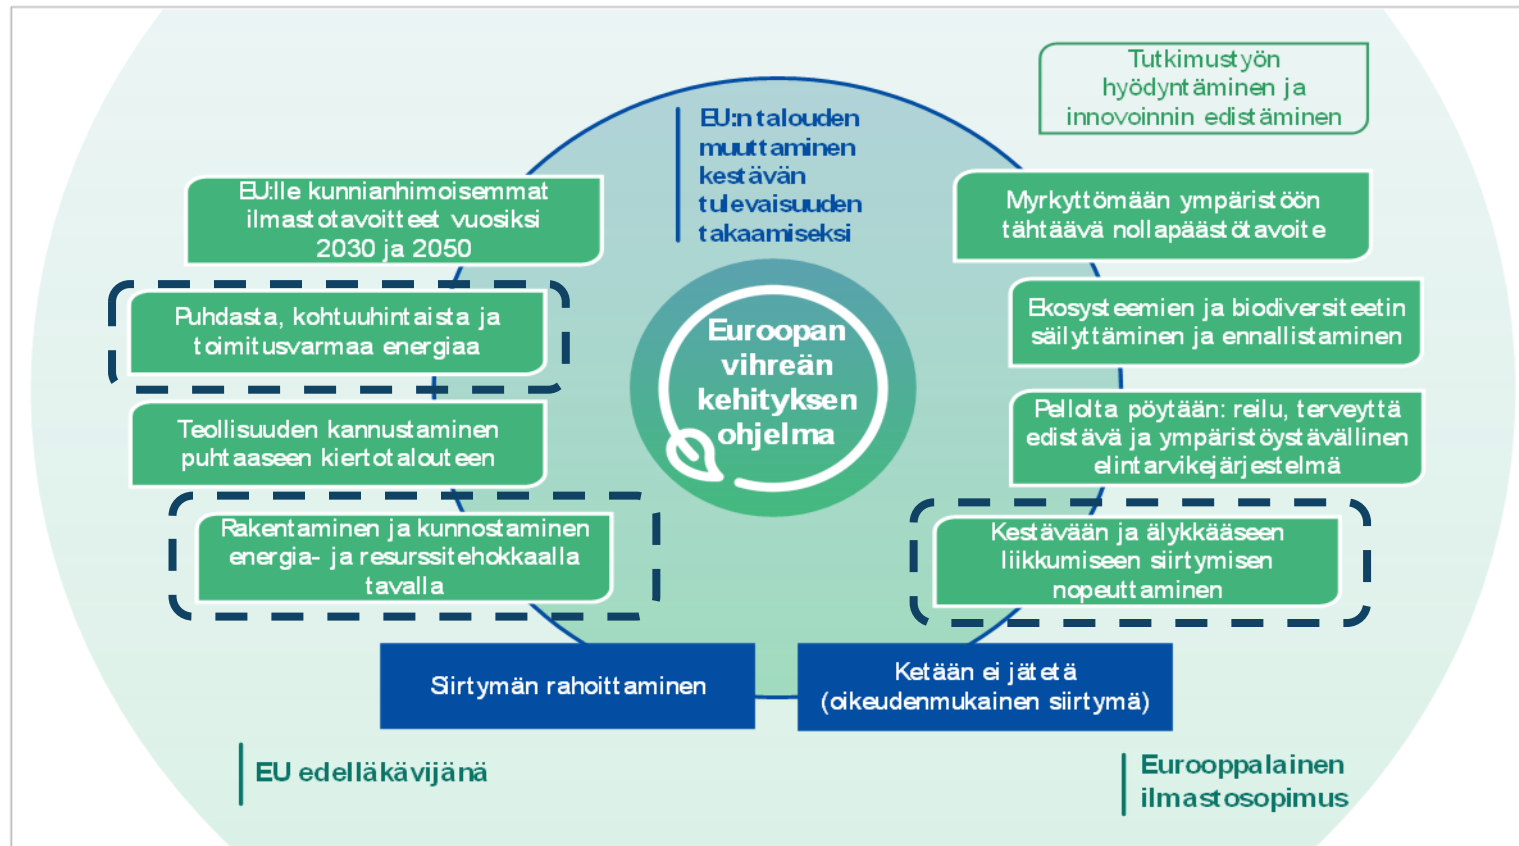 Tutkimustyön
hyödyntäminen ja
innovoinnin edistäminen
EU:n talouden
muuttaminen
kestävän
tulevaisuuden
takaamiseksi
EU:lle kunnianhimoisemmat
ilmastotavoitteet vuosiksi
2030 ja 2050
Puhdasta, kohtuuhintaista ja
toimitusvarmaa energiaa
Teollisuuden kannustaminen
puhtaaseen kiertotalouteen
Rakentaminen ja kunnostaminen
energia- ja resurssitehokkaalla
tavalla
Euroopan
vihreän
kehityksen
ohjelma
Myrkyttömään ympäristöön
tähtäävä nollapäästötavoite
Ekosysteemien ja biodiversiteetin
säilyttäminen ja ennallistaminen
Pellolta pöytään: reilu, terveyttä
edistävä ja ympäristöystävällinen
elintarvikejärjestelmä
Kestävään ja älykkääseen
liikkumiseen siirtymisen
nopeuttaminen
Siirtymän rahoittaminen
Ketään ei jätetä
(oikeudenmukainen siirtymä)
EU edelläkävijänä
Eurooppalainen
ilmastosopimus